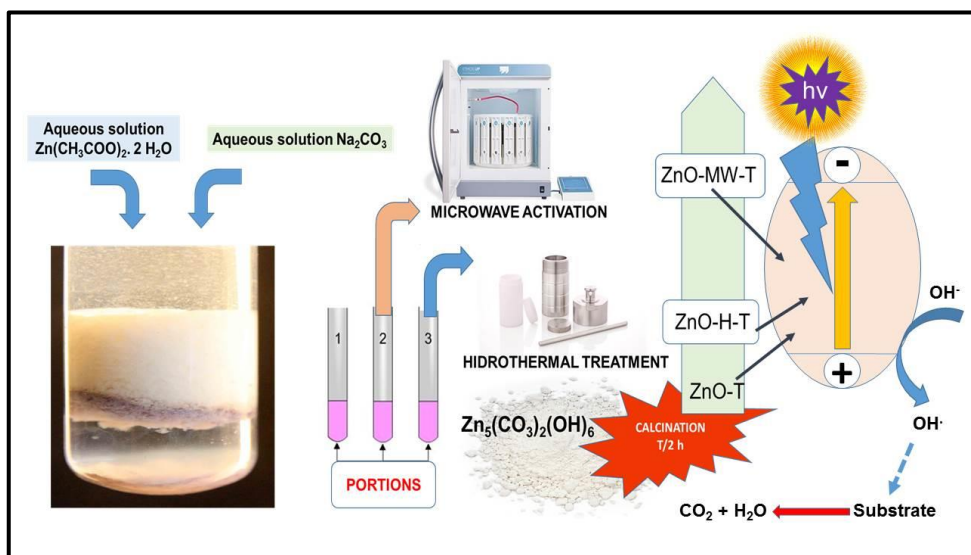 Aqueous solution
Zn(CH₃COO)₂. 2 H₂O
Aqueous solution Na₂CO₃
MICROWAVE ACTIVATION
1
2
3
PORTIONS
HIDROTHERMAL TREATMENT
Zn₅(CO₃)₂(OH)₆
CALCINATION
T/2 h
ZnO-MW-T
ZnO-H-T
ZnO-T
hν
-
+
OH⁻
OH·
Substrate
CO₂ + H₂O